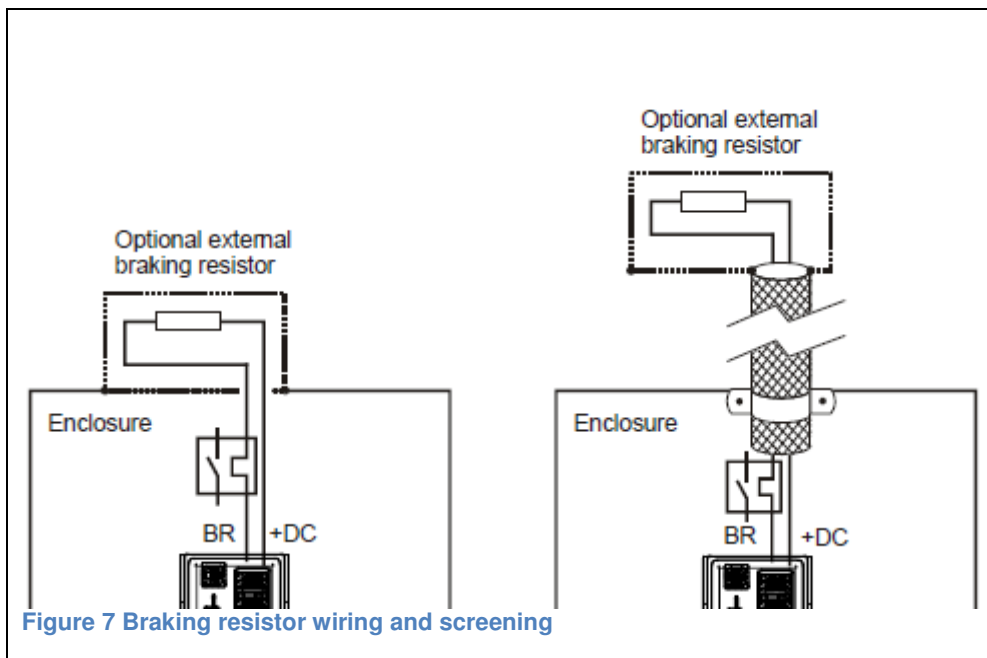 Optional external
braking resistor
Enclosure
BR
+DC
Optional external
braking resistor
Enclosure
BR
+DC
Figure 7 Braking resistor wiring and screening